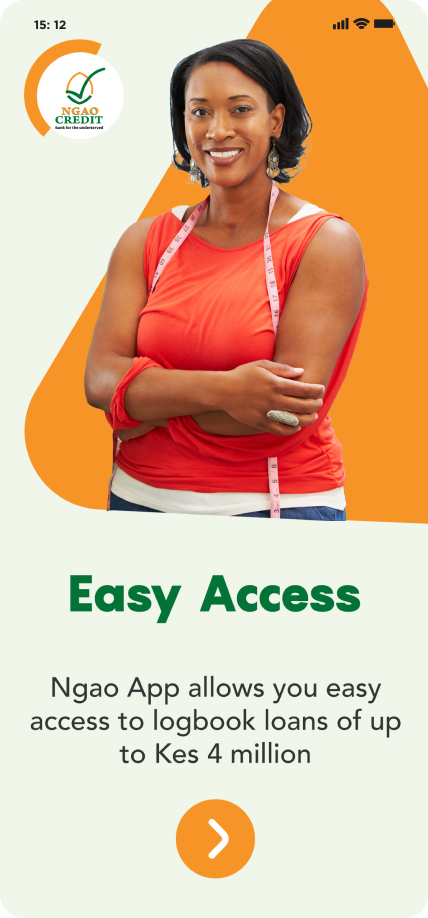 15: 12
NGAO
CREDIT
bank for the underserved
Easy Access
Ngao App allows you easy
access to logbook loans of up
to Kes 4 million